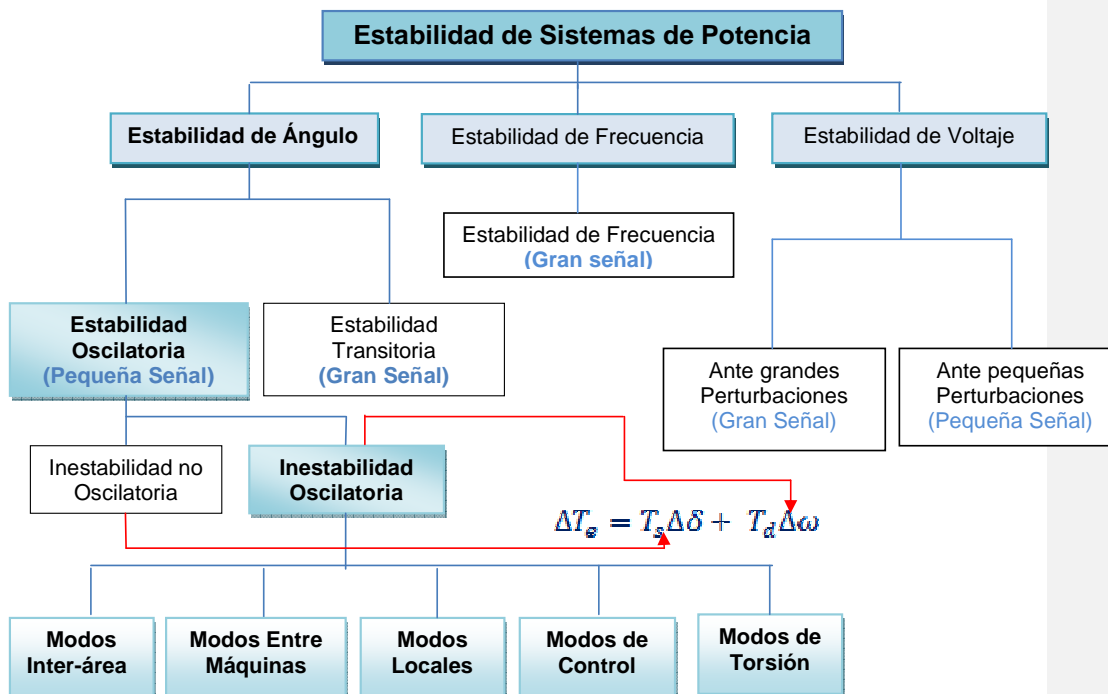 Estabilidad de Sistemas de Potencia
Estabilidad de Ángulo
Estabilidad de Frecuencia
Estabilidad de Voltaje
Estabilidad de Frecuencia
(Gran señal)
Estabilidad
Oscilatoria
(Pequeña Señal)
Estabilidad
Transitoria
(Gran Señal)
Ante grandes
Perturbaciones
(Gran Señal)
Ante pequeñas
Perturbaciones
(Pequeña Señal)
Inestabilidad no
Oscilatoria
Inestabilidad
Oscilatoria
ΔTₑ = TₛΔδ + T_dΔω
Modos
Inter-área
Modos Entre
Máquinas
Modos
Locales
Modos de
Control
Modos de
Torsión